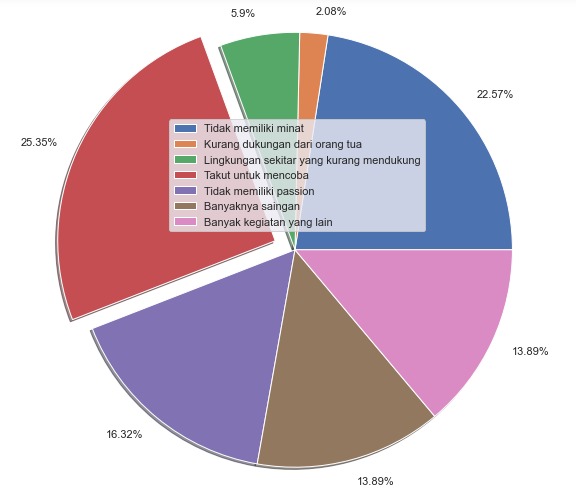 5.9%
2.08%
22.57%
25.35%
Tidak memiliki minat
Kurang dukungan dari orang tua
Lingkungan sekitar yang kurang mendukung
Takut untuk mencoba
Tidak memiliki passion
Banyaknya saingan
Banyak kegiatan yang lain
13.89%
16.32%
13.89%